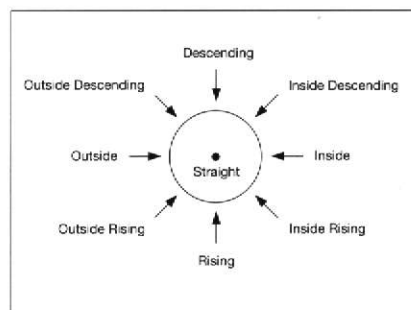 Descending
Outside Descending
Inside Descending
Outside
Straight
Inside
Outside Rising
Inside Rising
Rising